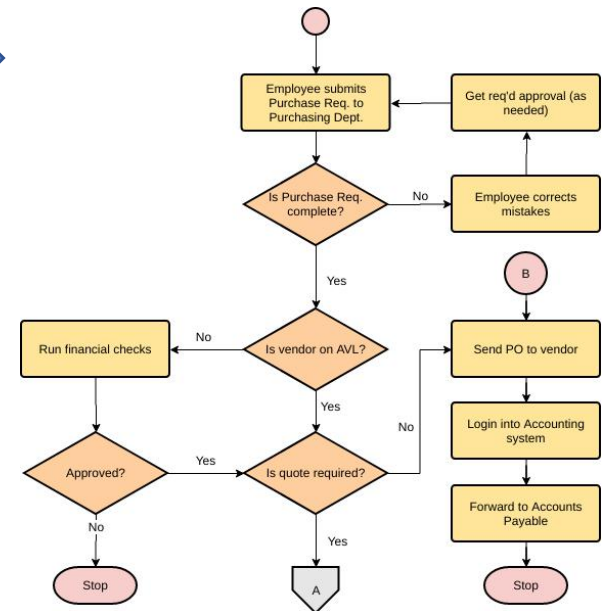 Employee submits
Purchase Req. to
Purchasing Dept.
Get req'd approval (as
needed)
Is Purchase Req.
complete?
No
Employee corrects
mistakes
Yes
B
Run financial checks
No
Is vendor on AVL?
Send PO to vendor
Yes
No
Login into Accounting
system
Approved?
Yes
Is quote required?
No
Yes
Forward to Accounts
Payable
Stop
A
Stop